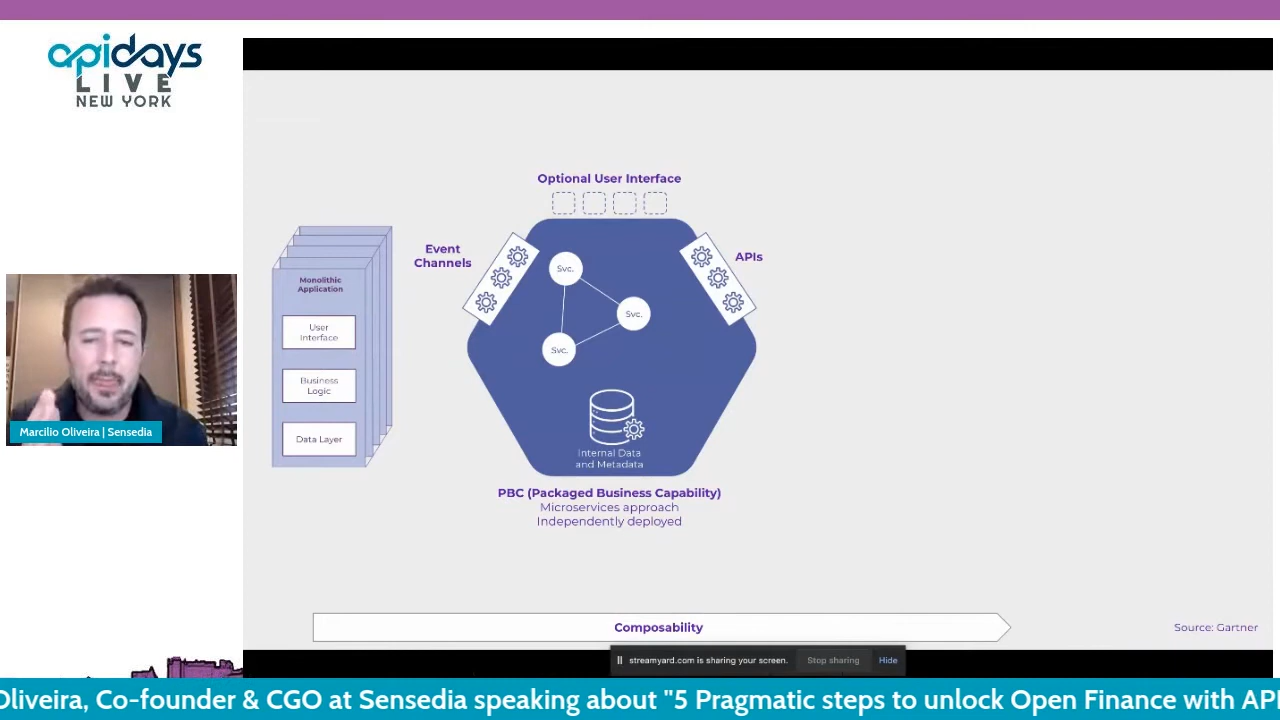 apidays
LIVE
NEW YORK
Optional User Interface
Event
Channels
APIs
Monolithic
Application
User
Interface
Business
Logic
Data Layer
Svc.
Svc.
Svc.
Internal Data
and Metadata
PBC (Packaged Business Capability)
Microservices approach
Independently deployed
Marcilio Oliveira | Sensedia
Composability
Source: Gartner
streamyard.com is sharing your screen.
Stop sharing
Hide
Oliveira, Co-founder & CGO at Sensedia speaking about "5 Pragmatic steps to unlock Open Finance with API